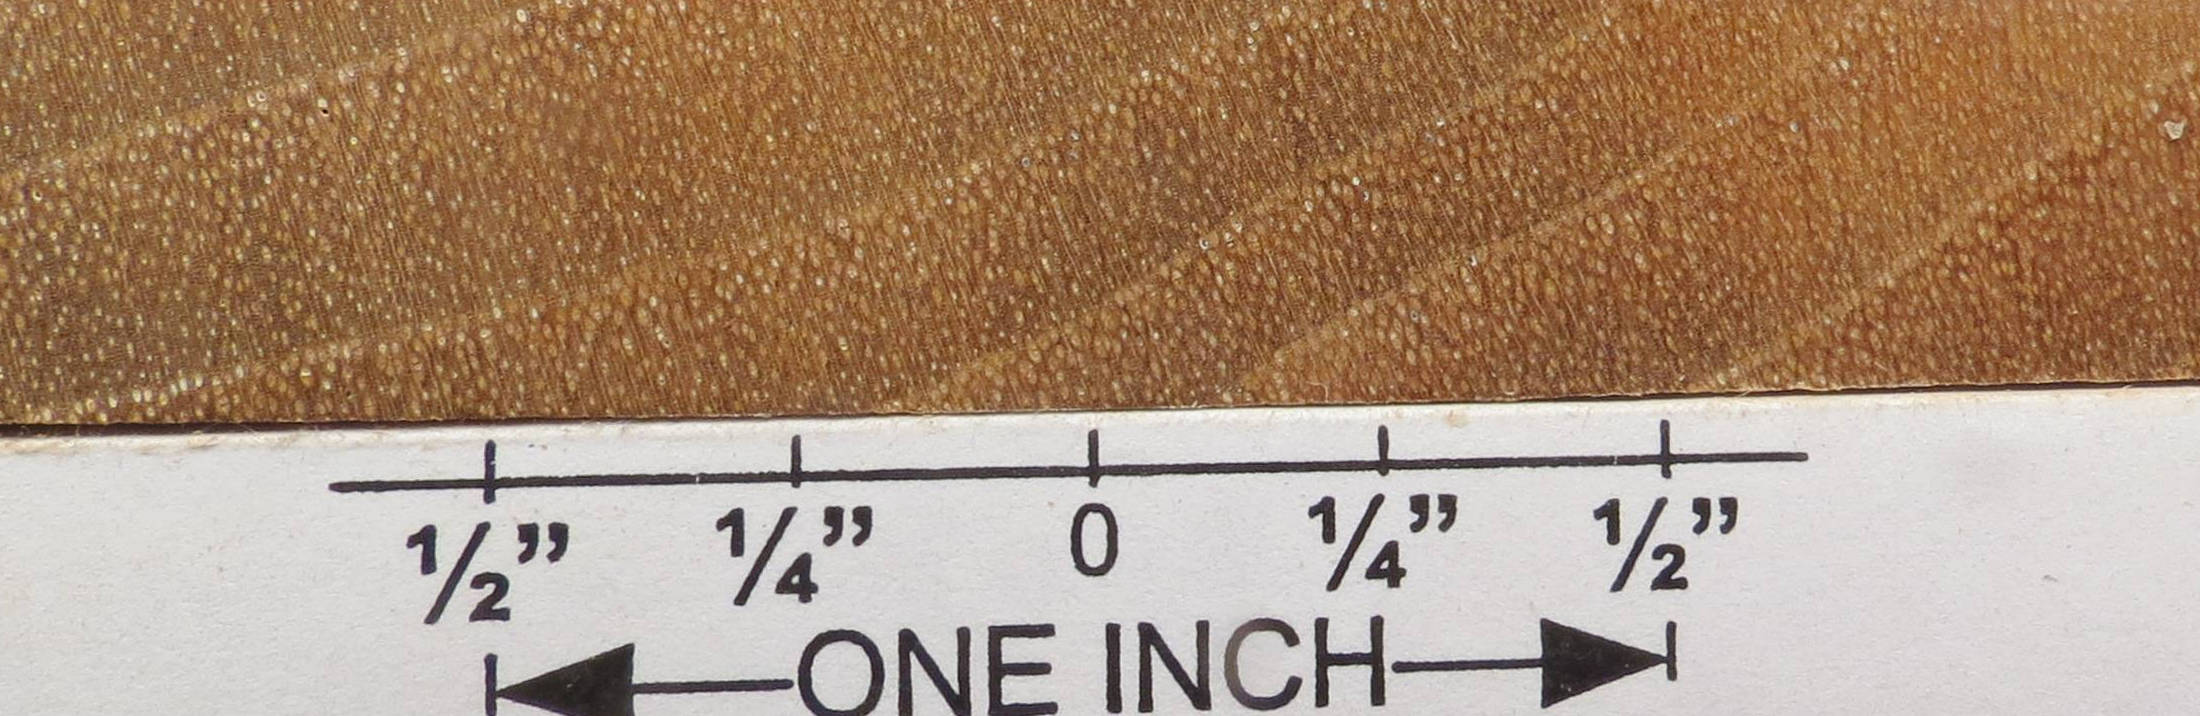 ½” ¼” 0 ¼” ½”
ONE INCH